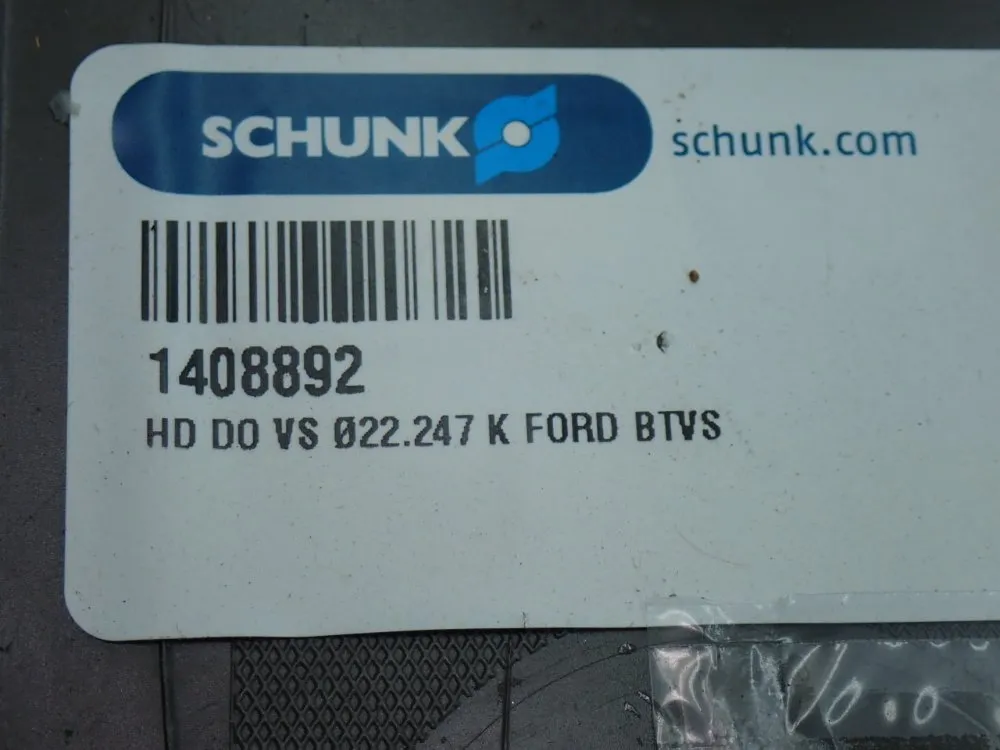 SCHUNK
schunk.com
1408892
HD DO VS Ø22.247 K FORD BTVS